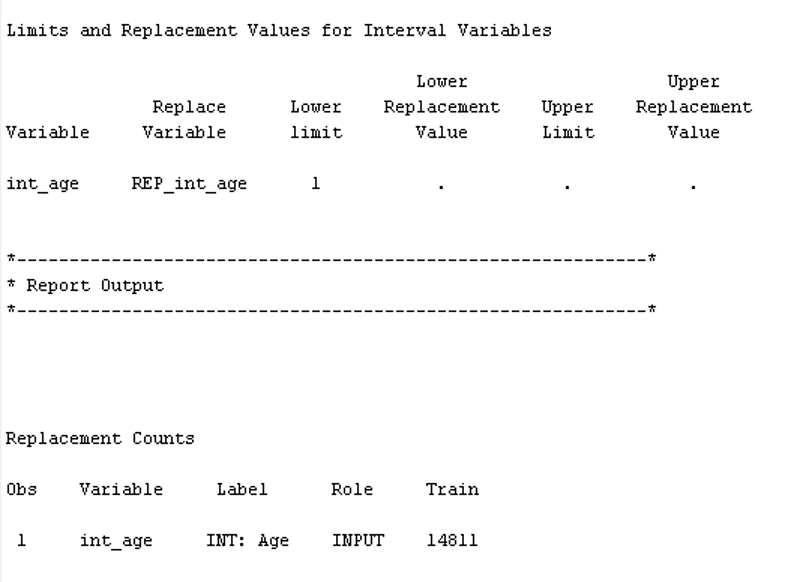 Limits and Replacement Values for Interval Variables
Lower Upper
Replace Lower Replacement Upper Replacement
Variable Variable limit Value Limit Value
int_age REP_int_age 1 . . .
*------------------------------------------------------------*
* Report Output
*------------------------------------------------------------*
Replacement Counts
Obs Variable Label Role Train
1 int_age INT: Age INPUT 14811